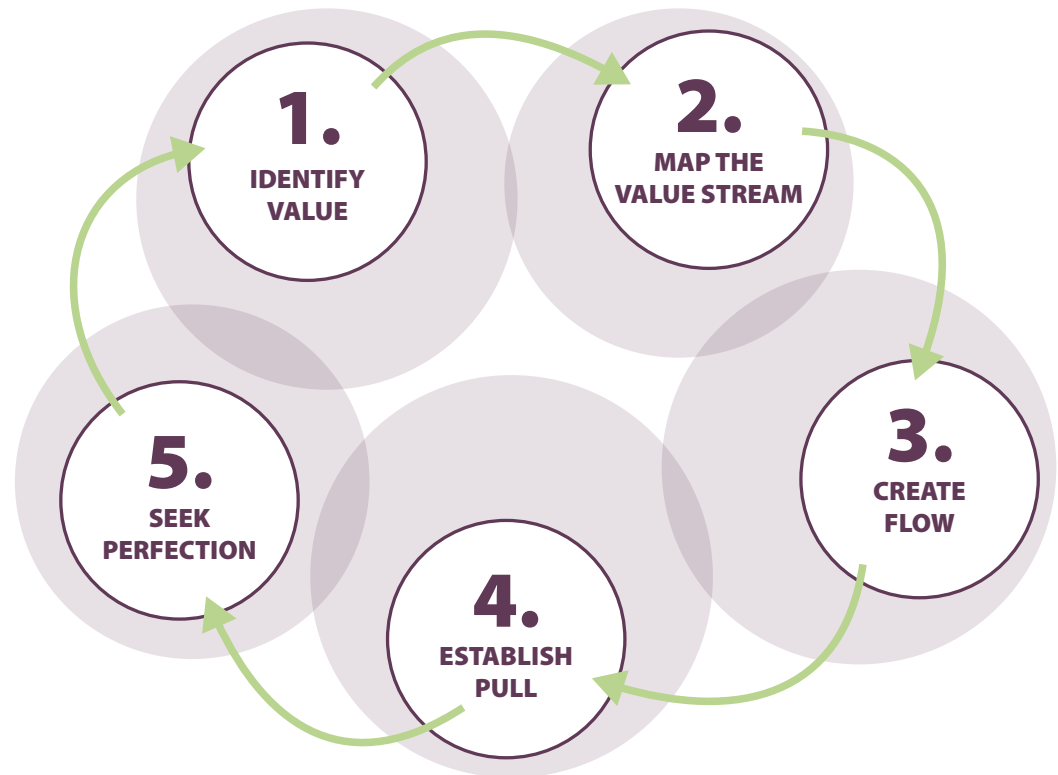 1.
IDENTIFY
VALUE
2.
MAP THE
VALUE STREAM
3.
CREATE
FLOW
4.
ESTABLISH
PULL
5.
SEEK
PERFECTION